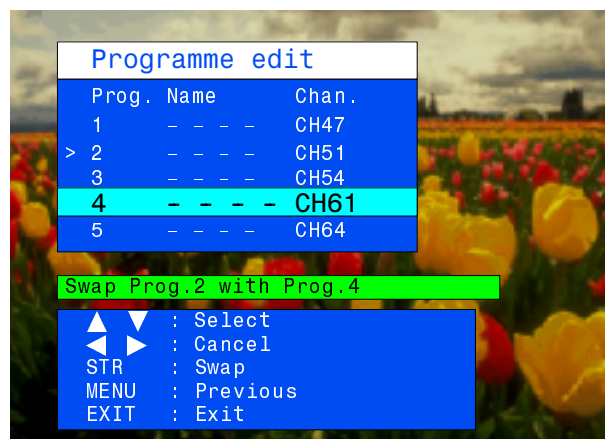 Programme edit
Prog. Name Chan.
1 – – – – CH47
> 2 – – – – CH51
3 – – – – CH54
4 – – – – CH61
5 – – – – CH64
Swap Prog.2 with Prog.4
▲ ▼ : Select
◀ ▶ : Cancel
STR : Swap
MENU : Previous
EXIT : Exit